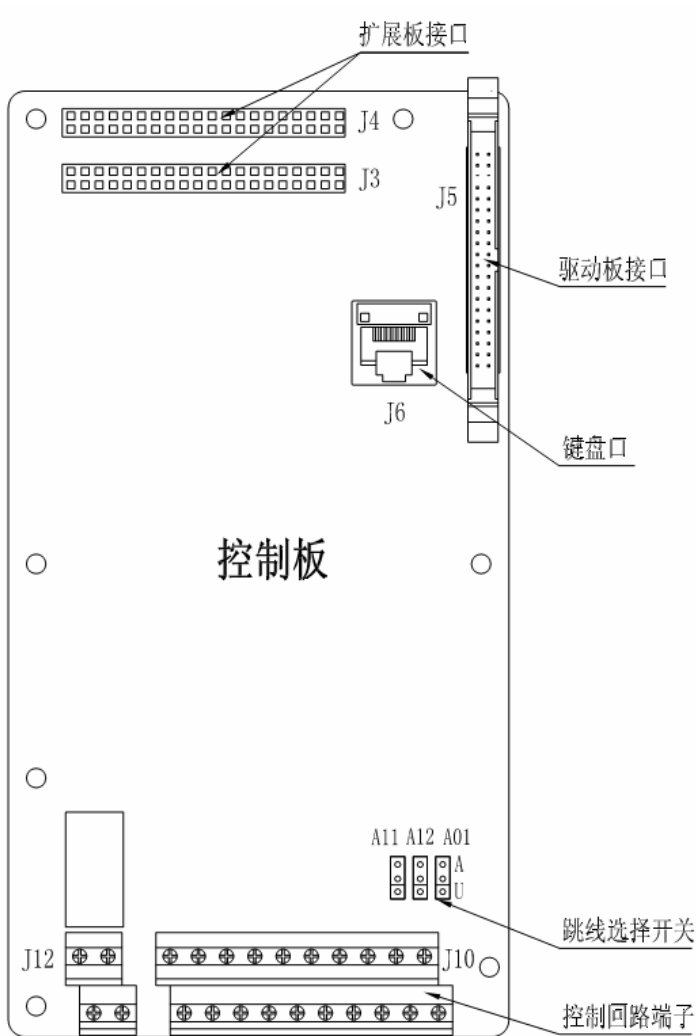 扩展板接口
J4
J3
J5
驱动板接口
J6
键盘口
控制板
A11 A12 A01
A
U
跳线选择开关
J12
J10
控制回路端子